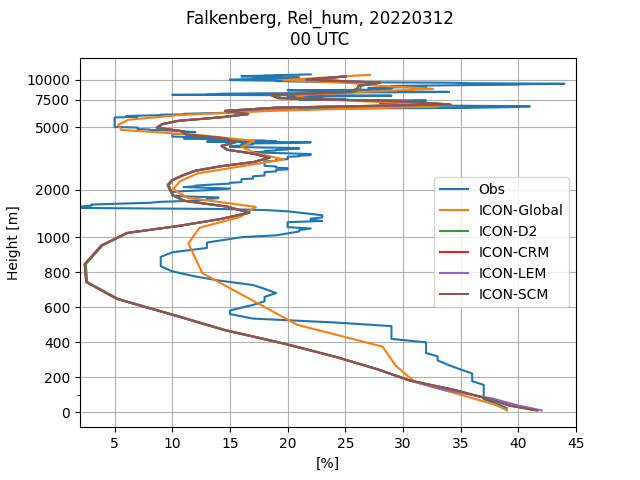 Falkenberg, Rel_hum, 20220312
00 UTC
10000
7500
5000
2000
1000
800
600
400
200
0
Height [m]
Obs
ICON-Global
ICON-D2
ICON-CRM
ICON-LEM
ICON-SCM
5 10 15 20 25 30 35 40 45
[%]